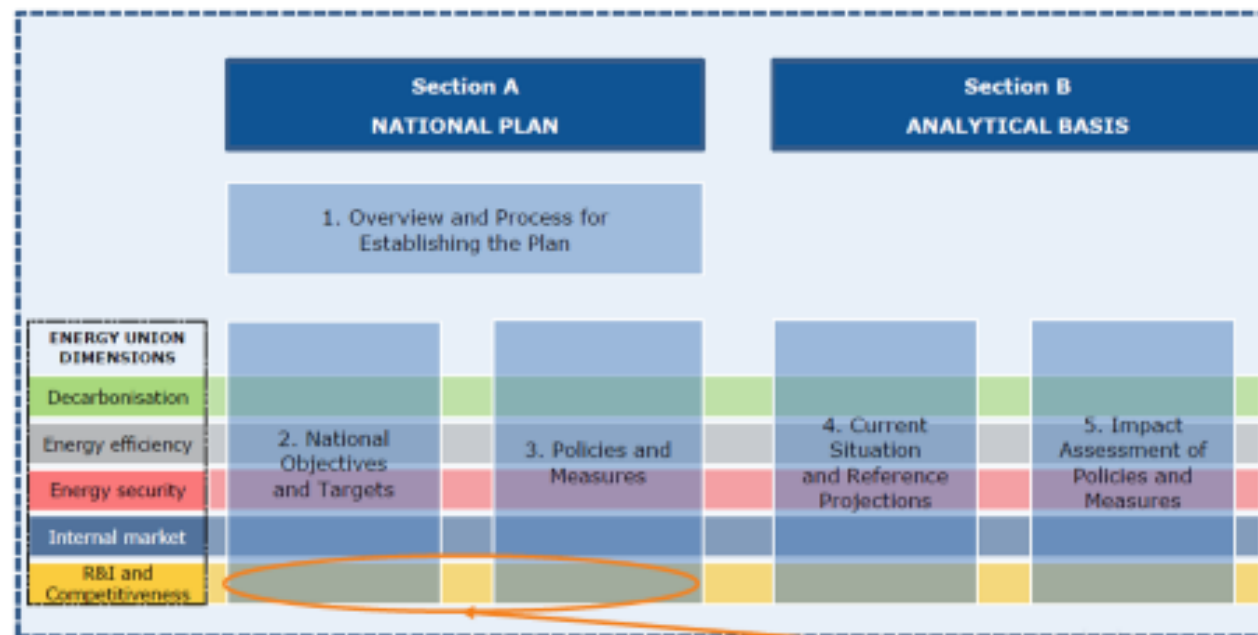 Section A
NATIONAL PLAN
Section B
ANALYTICAL BASIS
1. Overview and Process for
Establishing the Plan
ENERGY UNION
DIMENSIONS
Decarbonisation
Energy efficiency
Energy security
Internal market
R&I and
Competitiveness
2. National
Objectives
and Targets
3. Policies and
Measures
4. Current
Situation
and Reference
Projections
5. Impact
Assessment of
Policies and
Measures